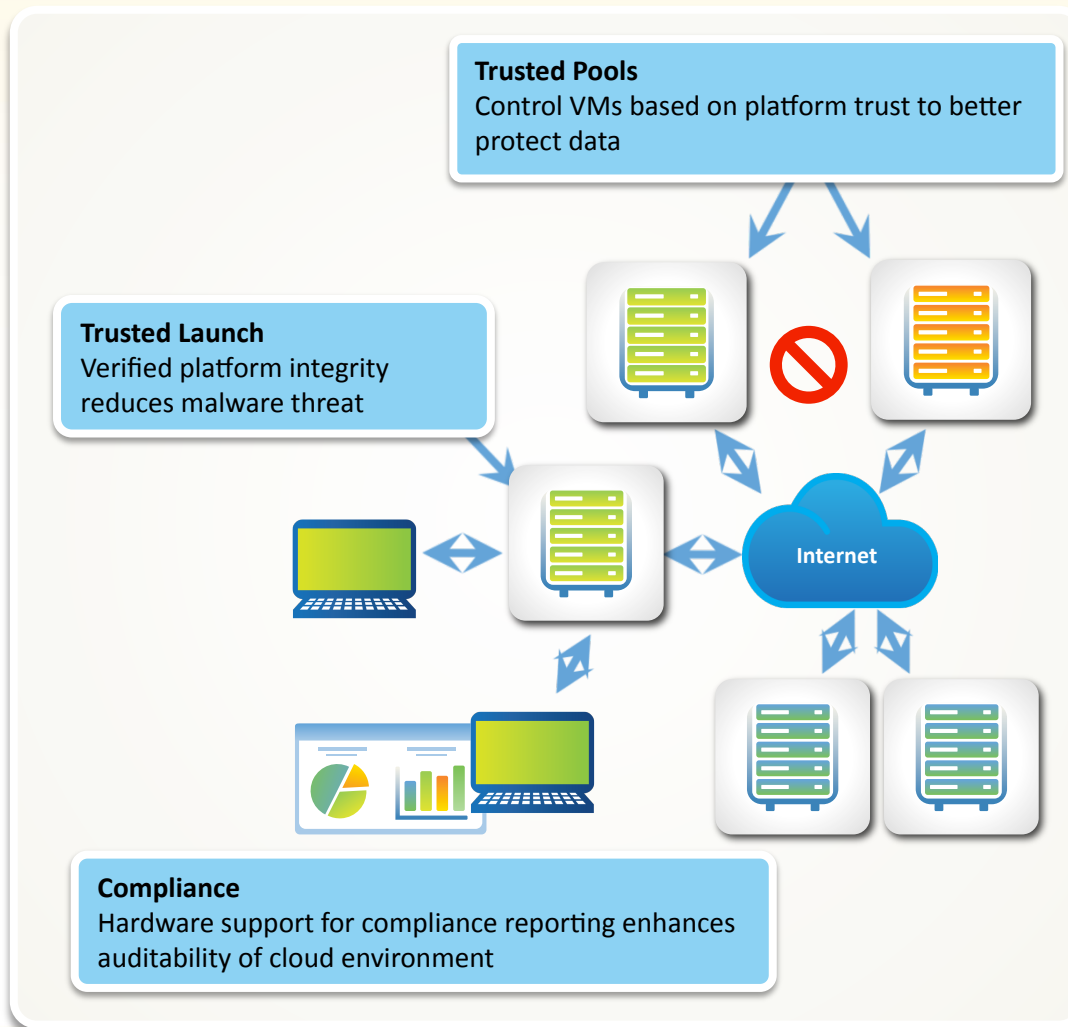 Trusted Pools
Control VMs based on platform trust to better
protect data
Trusted Launch
Verified platform integrity
reduces malware threat
Internet
Compliance
Hardware support for compliance reporting enhances
auditability of cloud environment